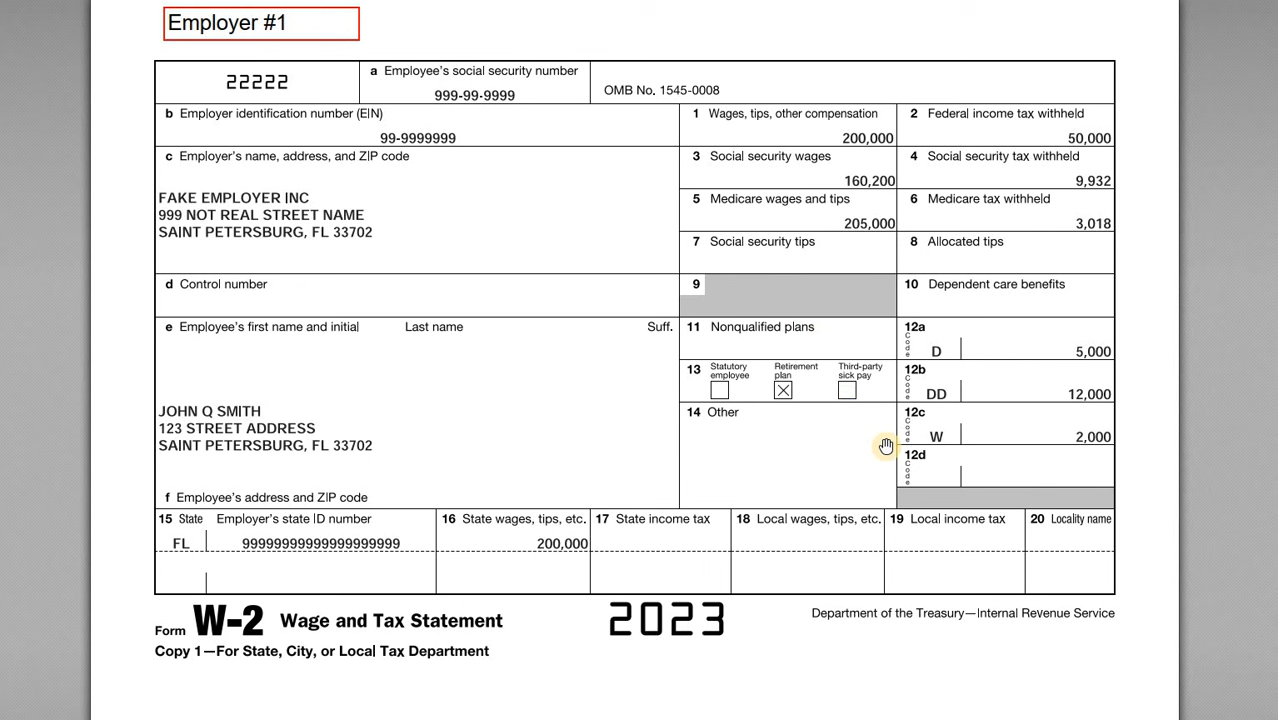 Employer #1
22222
a Employee's social security number
999-99-9999
OMB No. 1545-0008
b Employer identification number (EIN)
99-9999999
1 Wages, tips, other compensation
200,000
2 Federal income tax withheld
50,000
c Employer's name, address, and ZIP code
FAKE EMPLOYER INC
999 NOT REAL STREET NAME
SAINT PETERSBURG, FL 33702
3 Social security wages
160,200
4 Social security tax withheld
9,932
5 Medicare wages and tips
205,000
6 Medicare tax withheld
3,018
7 Social security tips
8 Allocated tips
d Control number
9
10 Dependent care benefits
e Employee's first name and initial Last name Suff.
JOHN Q SMITH
123 STREET ADDRESS
SAINT PETERSBURG, FL 33702
f Employee's address and ZIP code
11 Nonqualified plans
12a
Code D 5,000
13 Statutory employee Retirement plan Third-party sick pay
12b
Code DD 12,000
14 Other
12c
Code W 2,000
12d
Code
15 State Employer's state ID number
FL 99999999999999999999
16 State wages, tips, etc.
200,000
17 State income tax
18 Local wages, tips, etc.
19 Local income tax
20 Locality name
Form W-2 Wage and Tax Statement
2023
Department of the Treasury—Internal Revenue Service
Copy 1—For State, City, or Local Tax Department